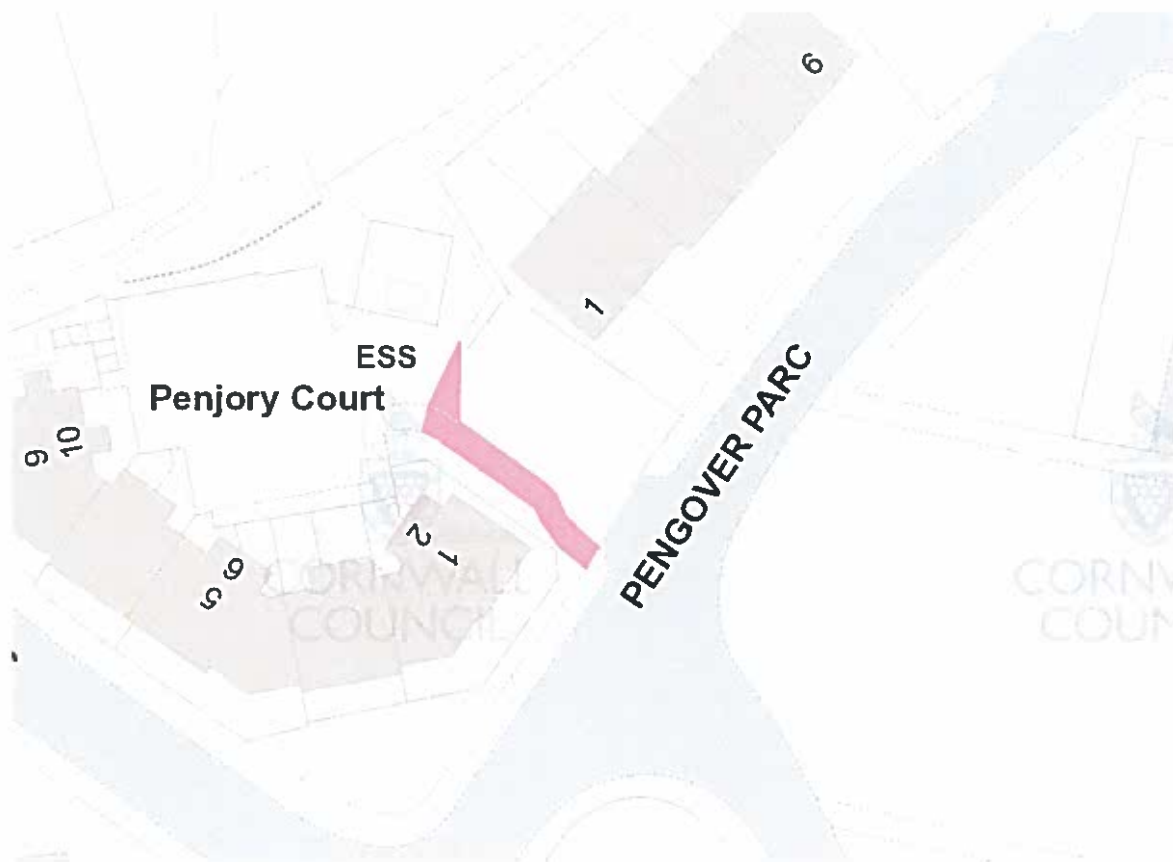 6
1
ESS
Penjory Court
PENGOVER PARC
9
10
2
1
6
5
CORNWALL
COUNCIL
CORNW
COUN